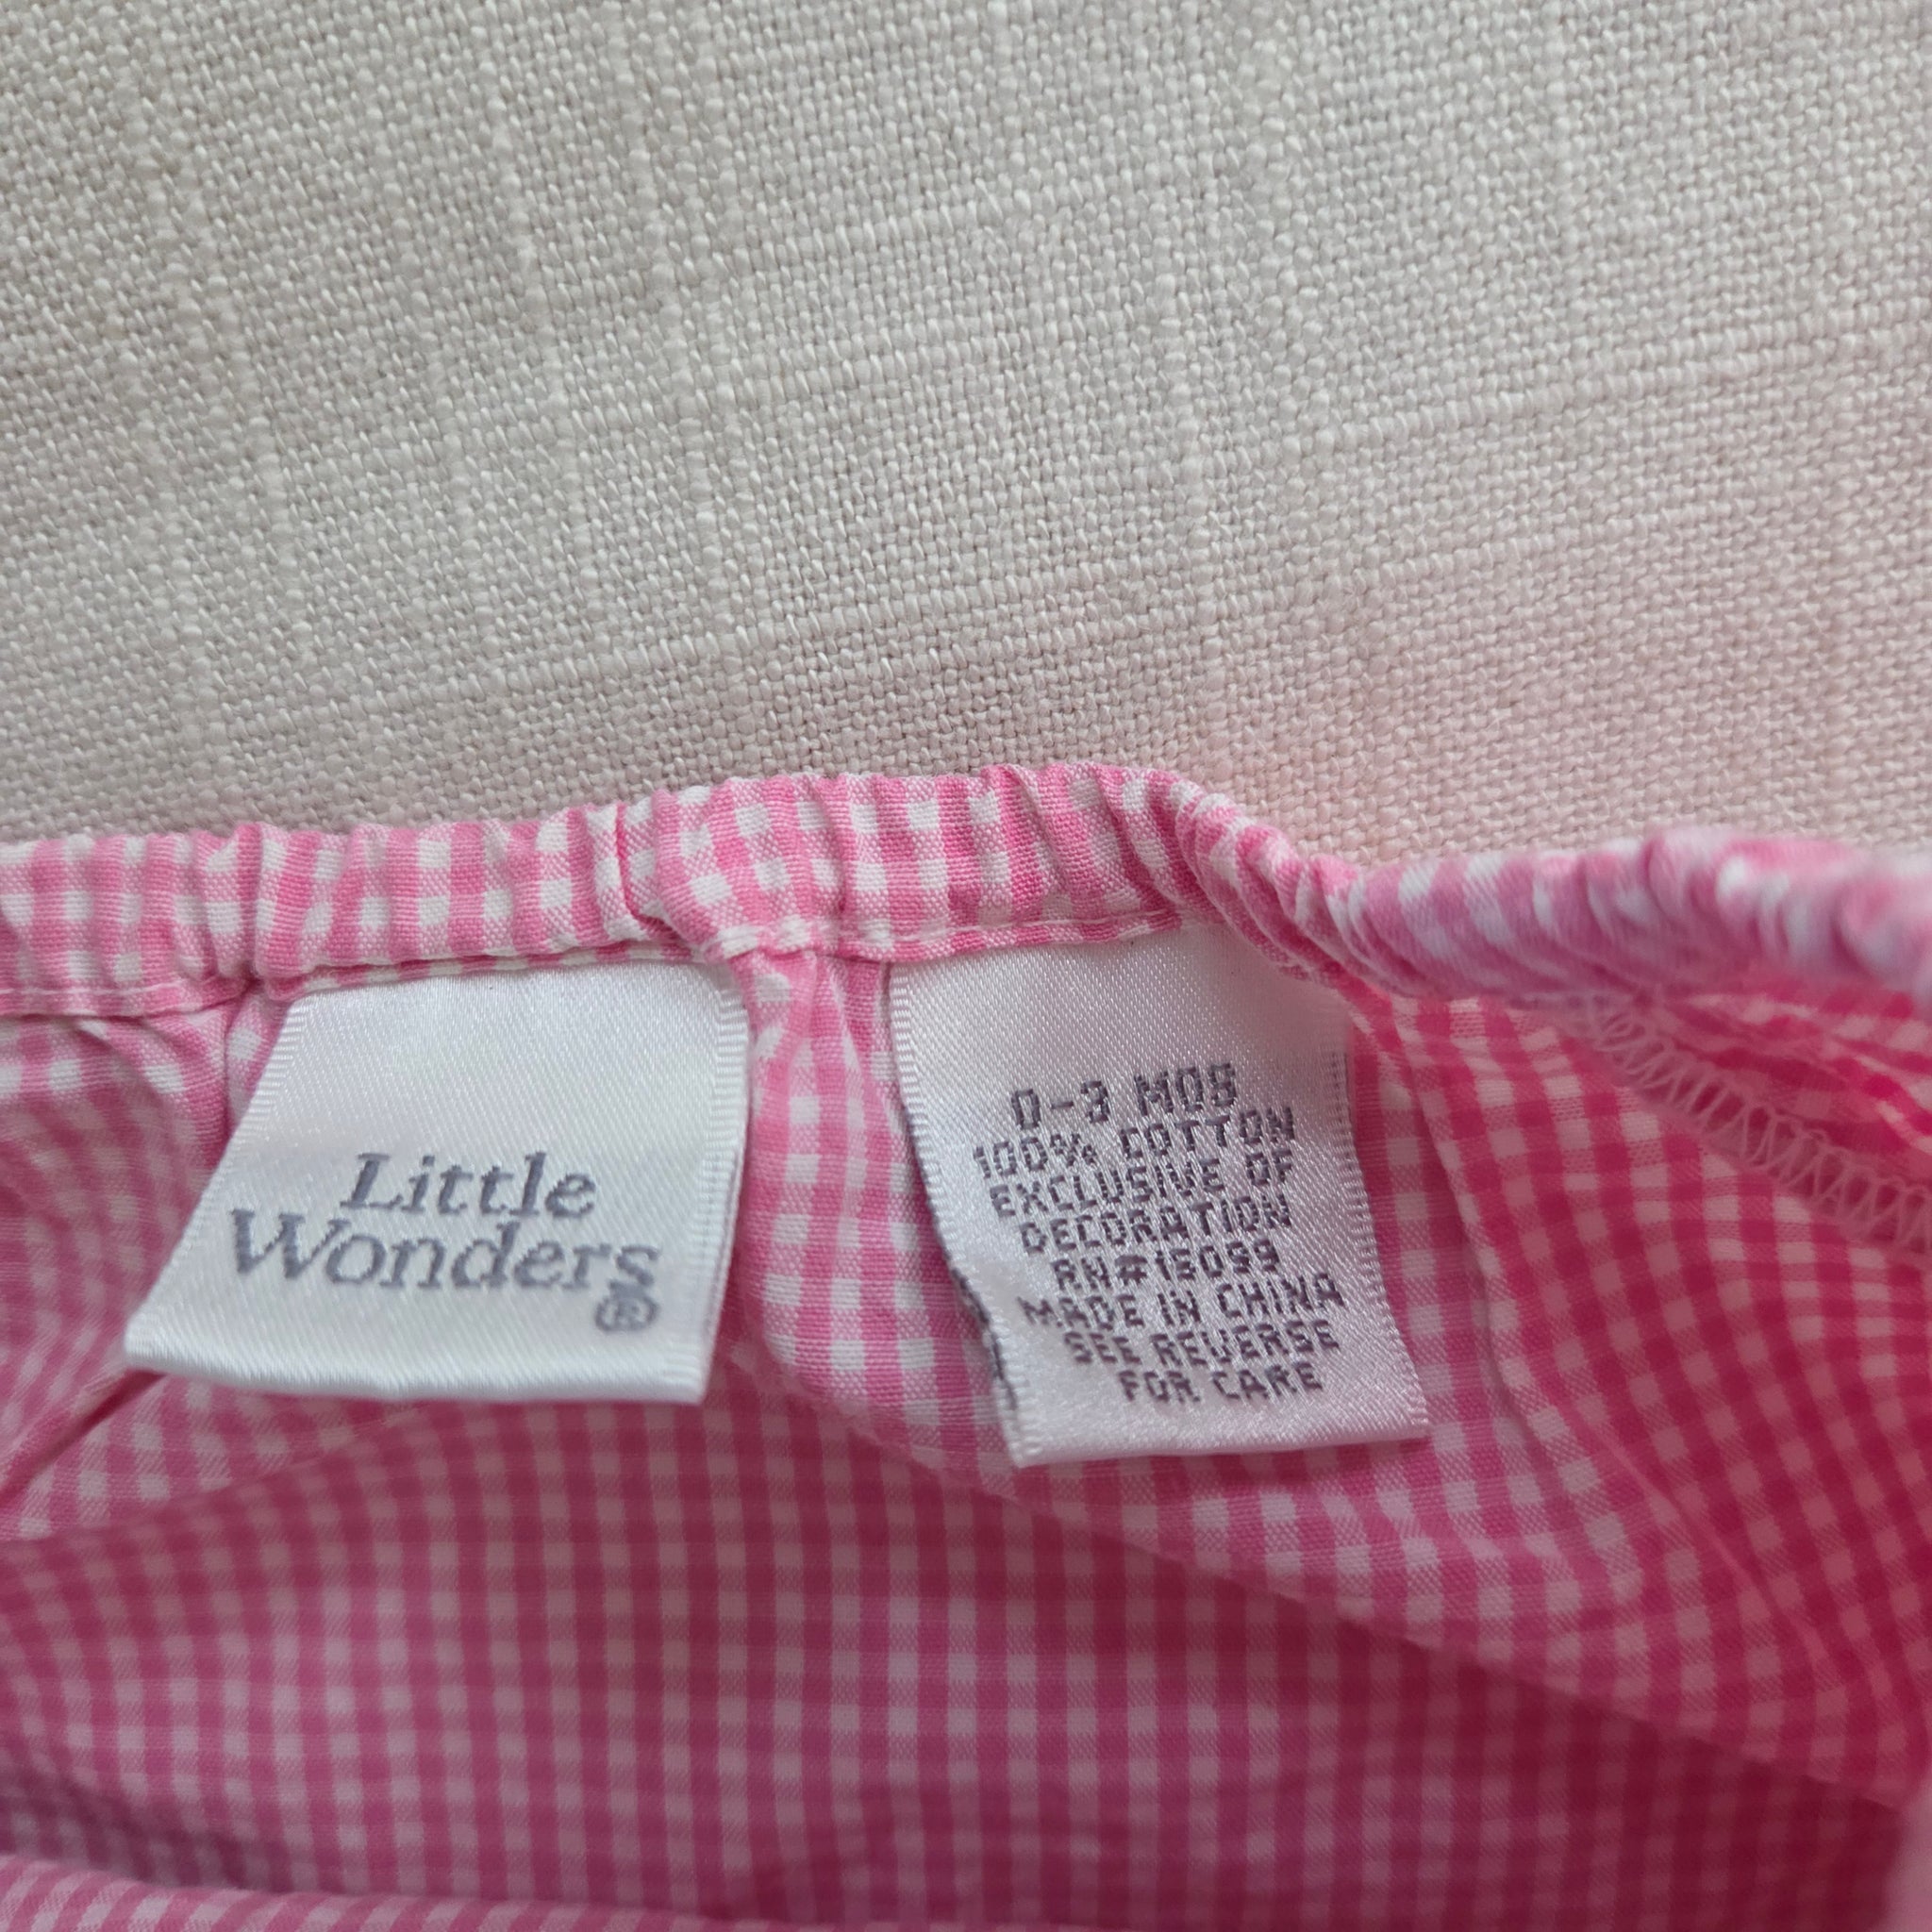 Little
Wonders
®
0-3 MOS
100% COTTON
EXCLUSIVE OF
DECORATION
RN#15099
MADE IN CHINA
SEE REVERSE
FOR CARE